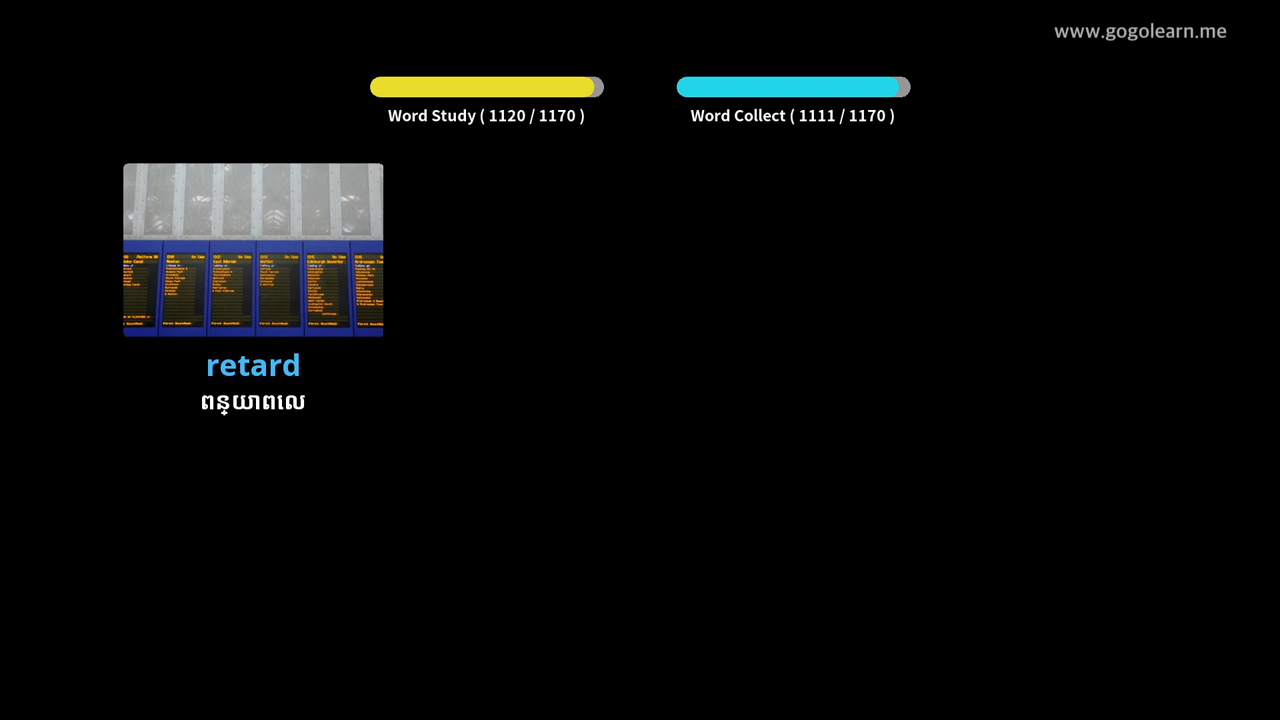 www.gogolearn.me
Word Study ( 1120 / 1170 )
Word Collect ( 1111 / 1170 )
retard
ពន្យាពេល